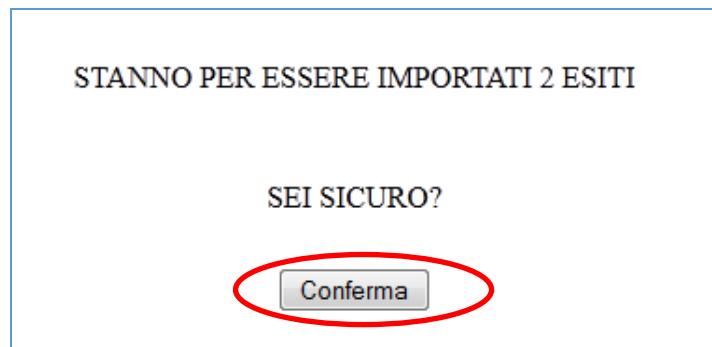 STANNO PER ESSERE IMPORTATI 2 ESITI
SEI SICURO?
Conferma